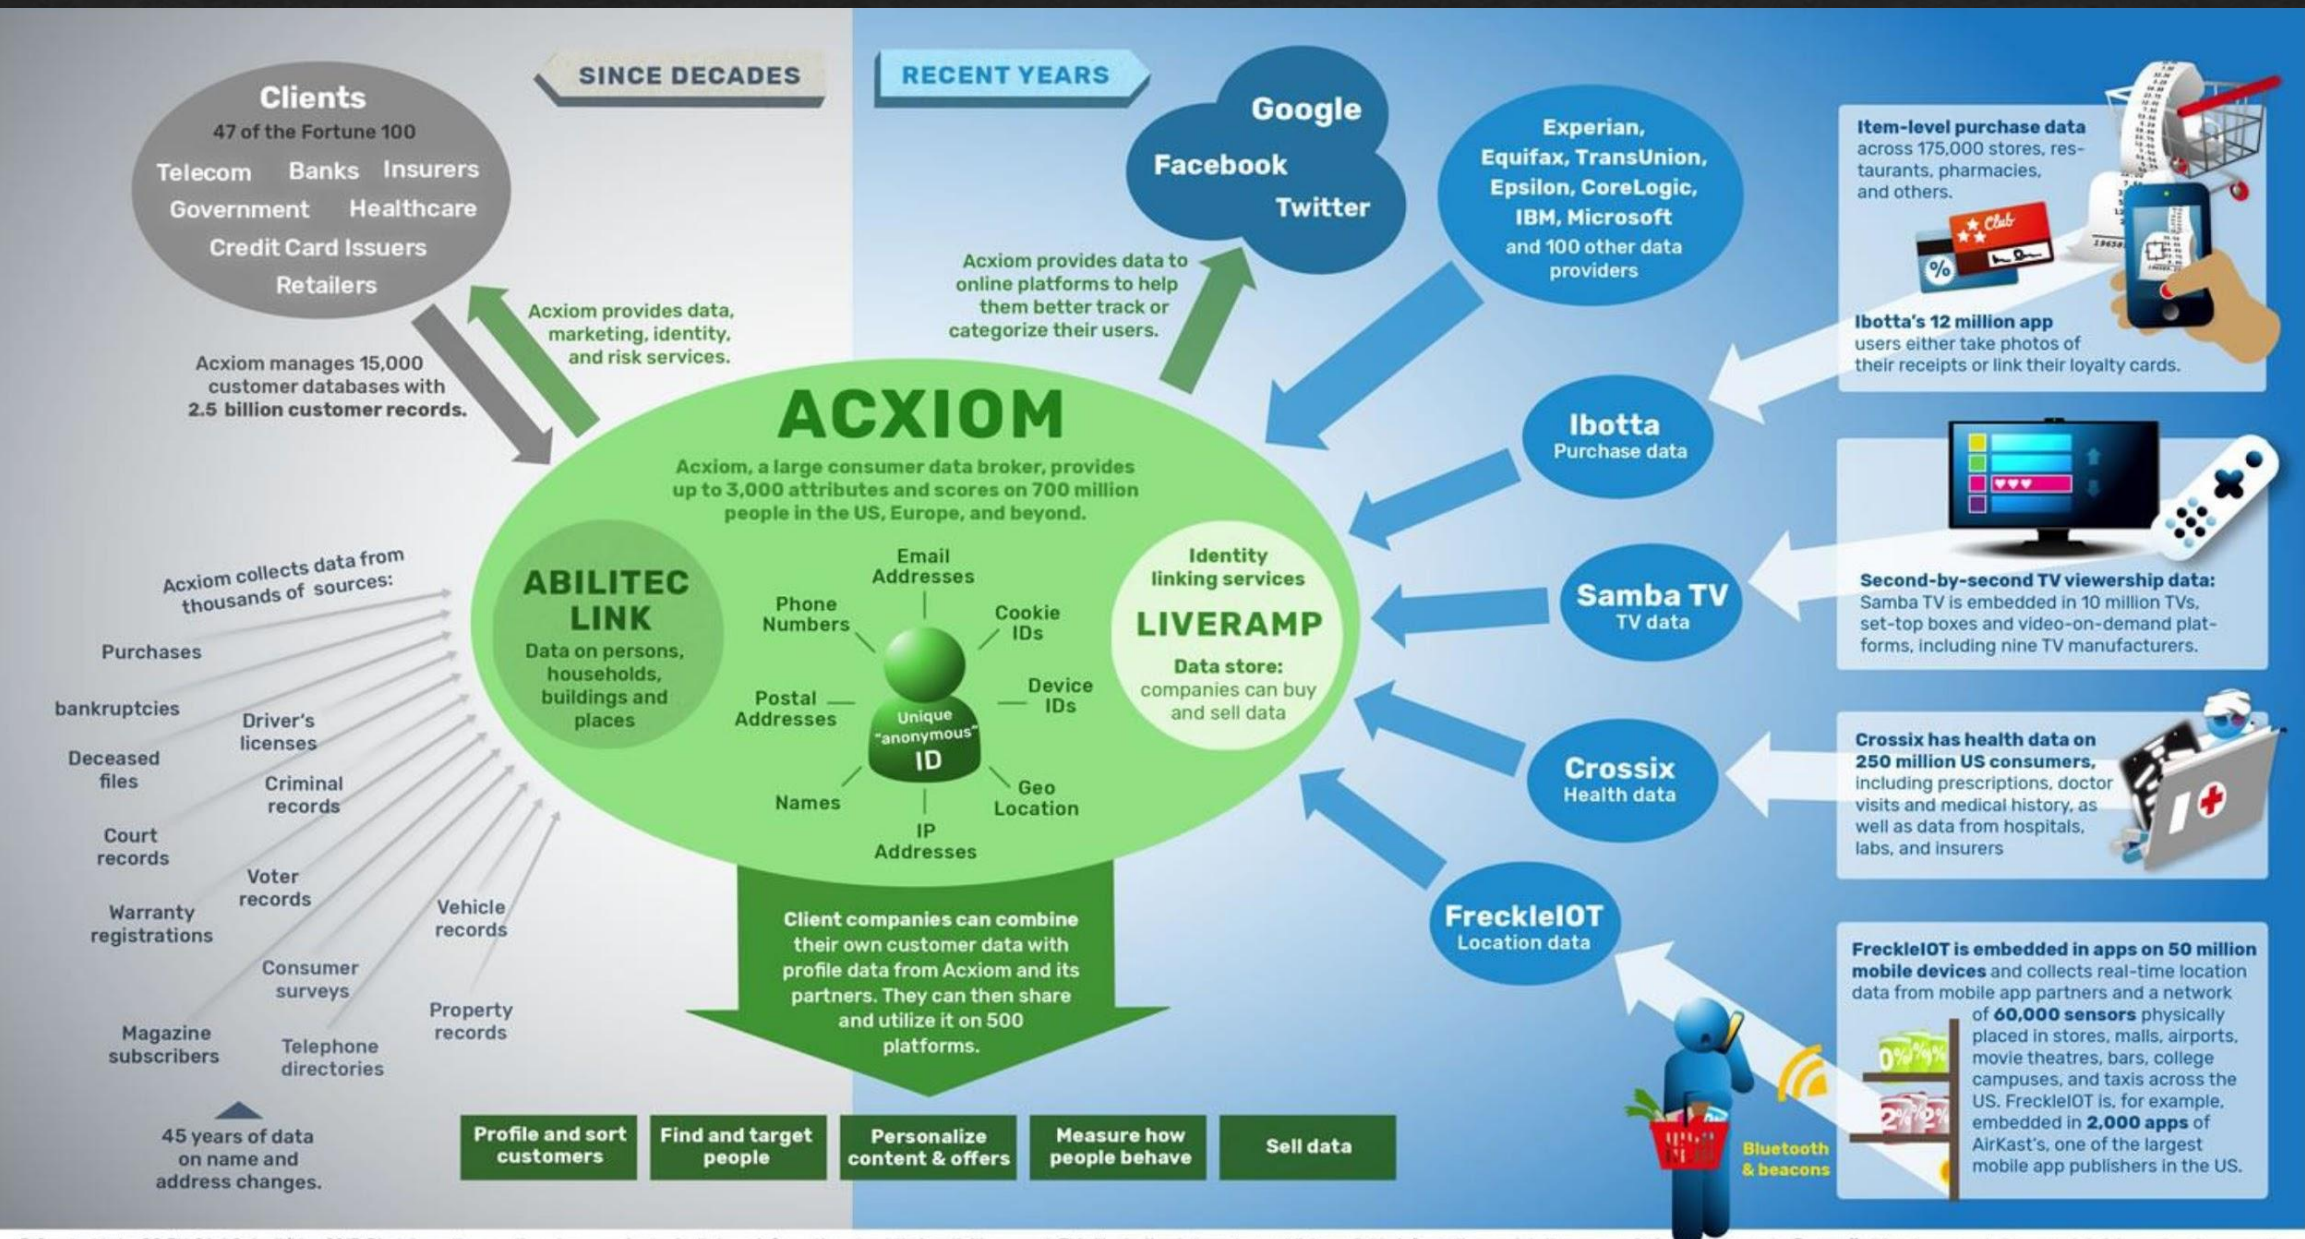 SINCE DECADES
RECENT YEARS
Clients
47 of the Fortune 100
Telecom Banks Insurers
Government Healthcare
Credit Card Issuers
Retailers
Acxiom manages 15,000
customer databases with
2.5 billion customer records.
Acxiom provides data,
marketing, identity,
and risk services.
Google
Facebook
Twitter
Acxiom provides data to
online platforms to help
them better track or
categorize their users.
Experian,
Equifax, TransUnion,
Epsilon, CoreLogic,
IBM, Microsoft
and 100 other data
providers
Item-level purchase data
across 175,000 stores, res-
taurants, pharmacies,
and others.
Club
%
Ibotta's 12 million app
users either take photos of
their receipts or link their loyalty cards.
ACXIOM
Acxiom, a large consumer data broker, provides
up to 3,000 attributes and scores on 700 million
people in the US, Europe, and beyond.
ABILITEC
LINK
Data on persons,
households,
buildings and
places
Email
Addresses
Phone
Numbers
Cookie
IDs
Postal
Addresses
Device
IDs
Unique
"anonymous"
ID
Names
Geo
Location
IP
Addresses
Identity
linking services
LIVERAMP
Data store:
companies can buy
and sell data
Ibotta
Purchase data
Samba TV
TV data
Second-by-second TV viewership data:
Samba TV is embedded in 10 million TVs,
set-top boxes and video-on-demand plat-
forms, including nine TV manufacturers.
Crossix
Health data
Crossix has health data on
250 million US consumers,
including prescriptions, doctor
visits and medical history, as
well as data from hospitals,
labs, and insurers
FreckleIOT
Location data
FreckleIOT is embedded in apps on 50 million
mobile devices and collects real-time location
data from mobile app partners and a network
of 60,000 sensors physically
placed in stores, malls, airports,
movie theatres, bars, college
campuses, and taxis across the
US. FreckleIOT is, for example,
embedded in 2,000 apps of
AirKast's, one of the largest
mobile app publishers in the US.
0% % %
2% 2%
Bluetooth
& beacons
Acxiom collects data from
thousands of sources:
Purchases
bankruptcies
Driver's
licenses
Deceased
files
Criminal
records
Court
records
Voter
records
Warranty
registrations
Vehicle
records
Consumer
surveys
Property
records
Magazine
subscribers
Telephone
directories
45 years of data
on name and
address changes.
Client companies can combine
their own customer data with
profile data from Acxiom and its
partners. They can then share
and utilize it on 500
platforms.
Profile and sort
customers
Find and target
people
Personalize
content & offers
Measure how
people behave
Sell data